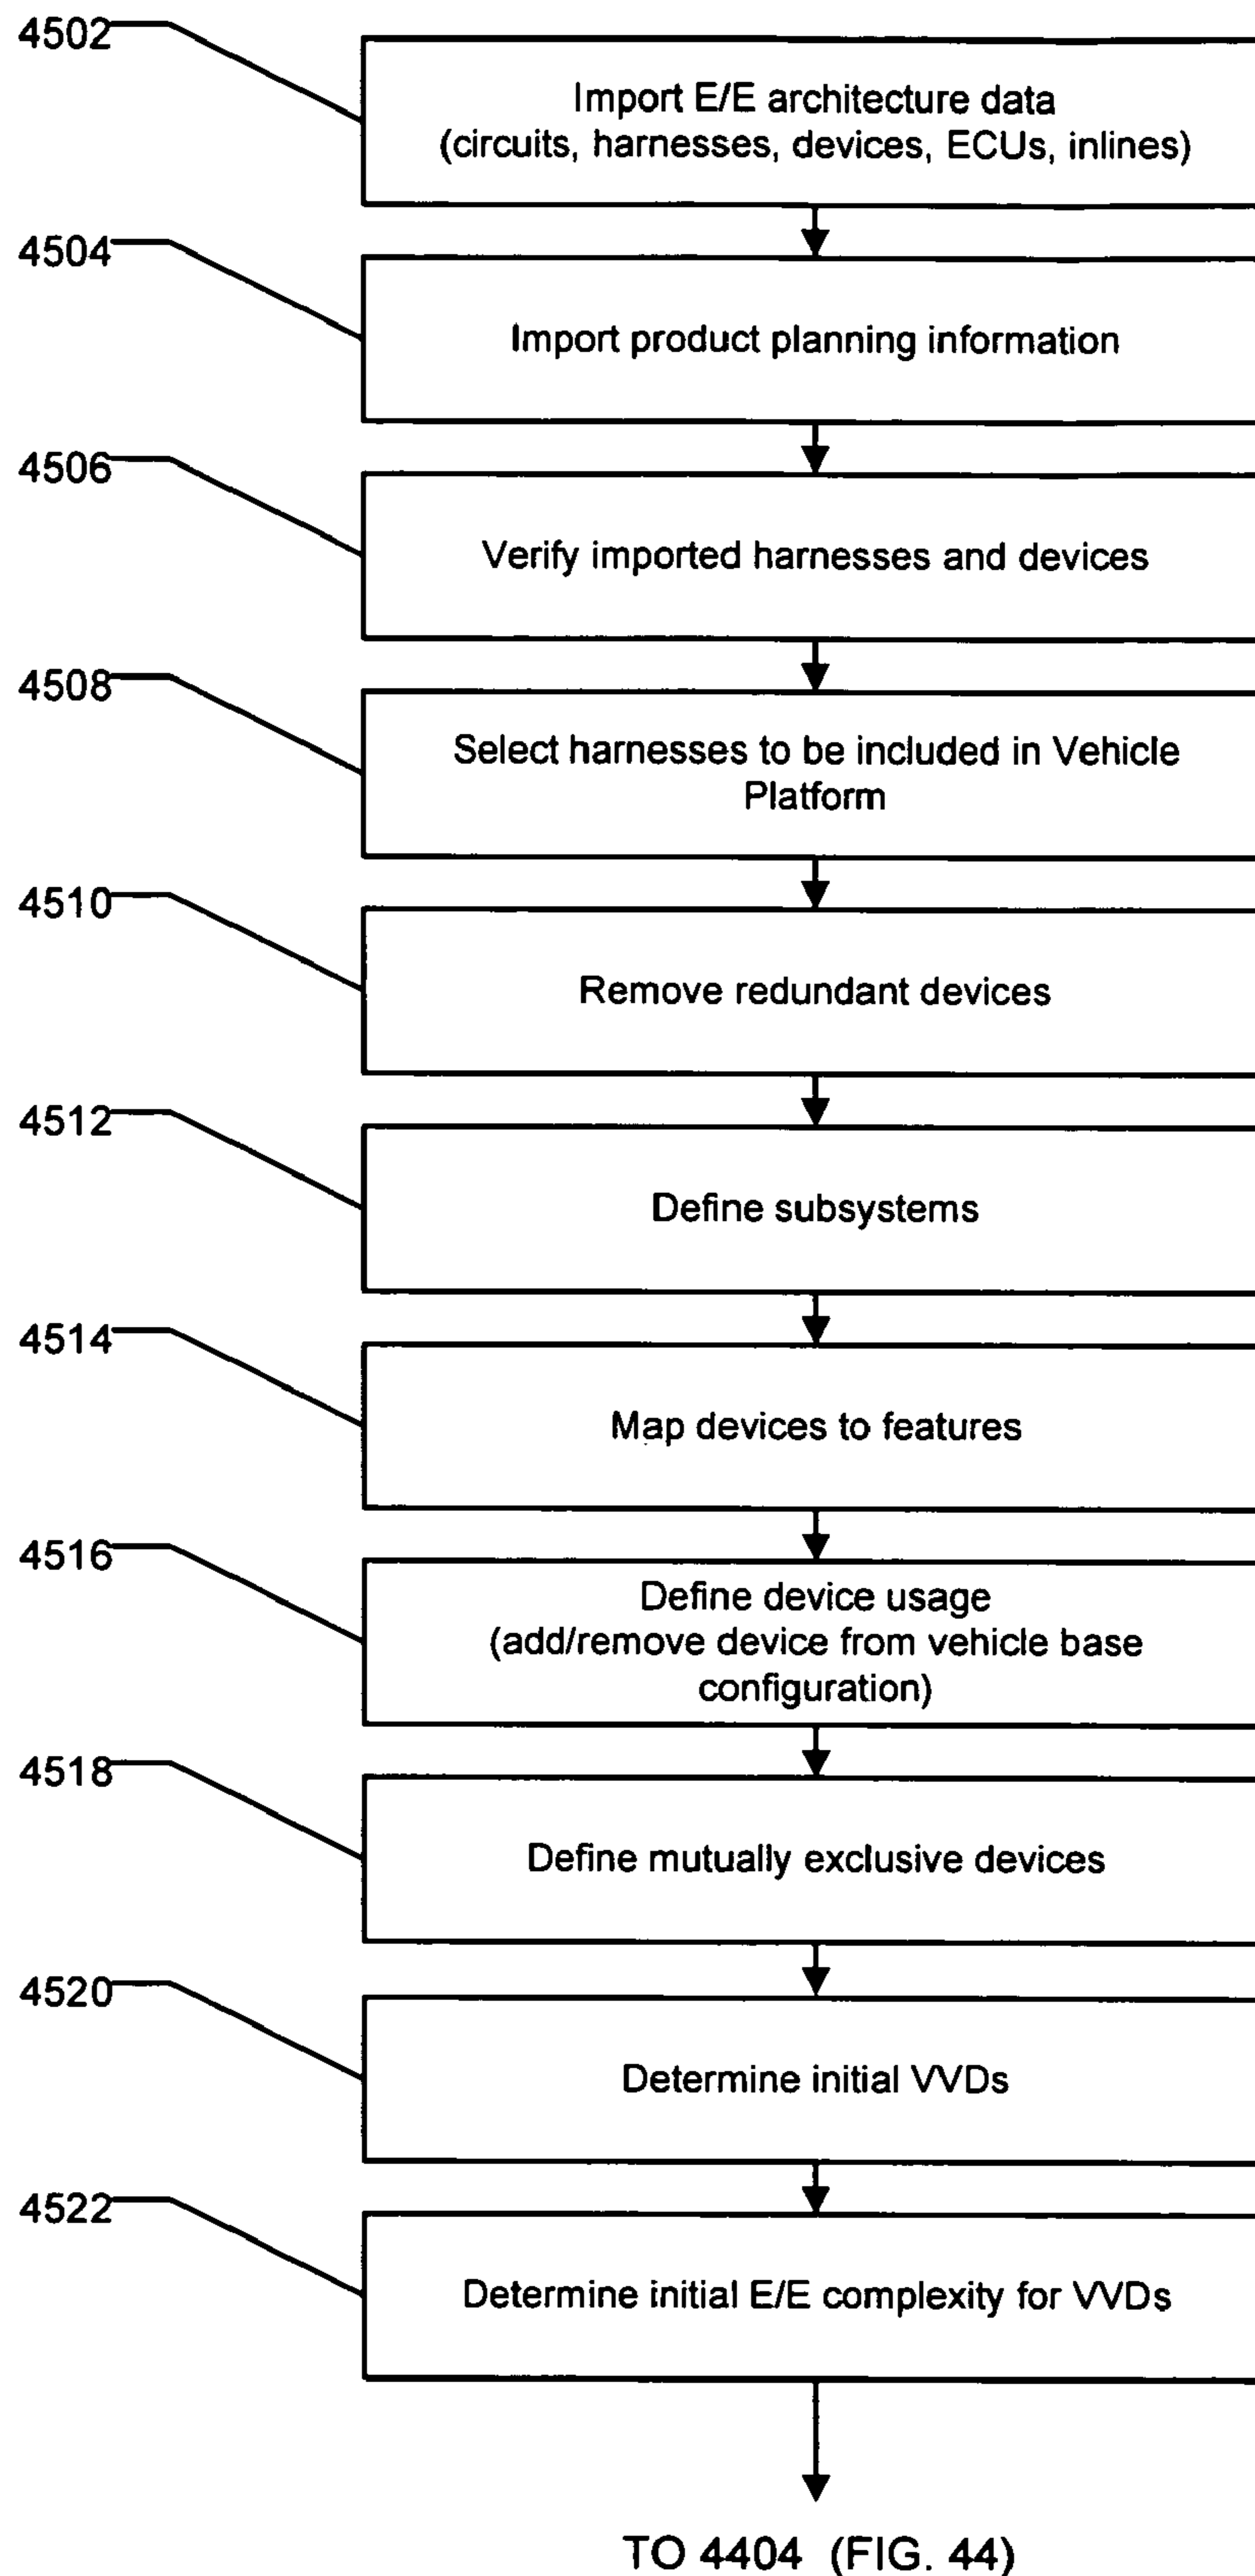 4502
Import E/E architecture data
(circuits, harnesses, devices, ECUs, inlines)
4504
Import product planning information
4506
Verify imported harnesses and devices
4508
Select harnesses to be included in Vehicle
Platform
4510
Remove redundant devices
4512
Define subsystems
4514
Map devices to features
4516
Define device usage
(add/remove device from vehicle base
configuration)
4518
Define mutually exclusive devices
4520
Determine initial VVDs
4522
Determine initial E/E complexity for VVDs
TO 4404 (FIG. 44)